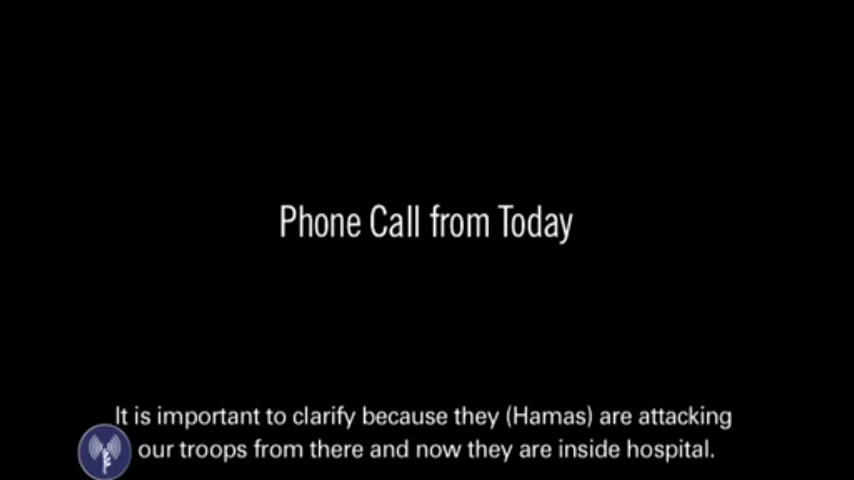 Phone Call from Today
It is important to clarify because they (Hamas) are attacking
our troops from there and now they are inside hospital.